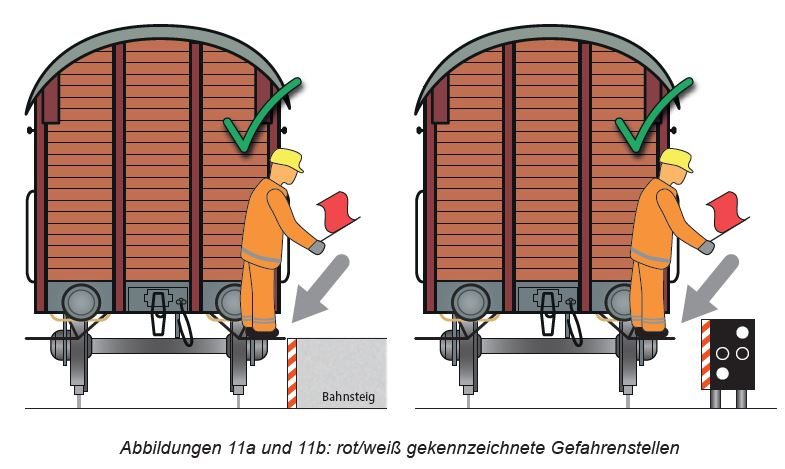 Bahnsteig
Abbildungen 11a und 11b: rot/weiß gekennzeichnete Gefahrenstellen